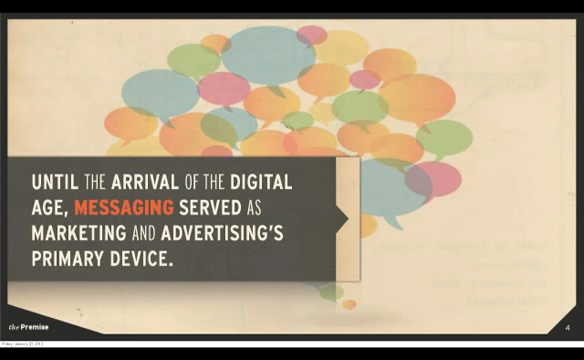 UNTIL THE ARRIVAL OF THE DIGITAL
AGE, MESSAGING SERVED AS
MARKETING AND ADVERTISING'S
PRIMARY DEVICE.
the Premise
4